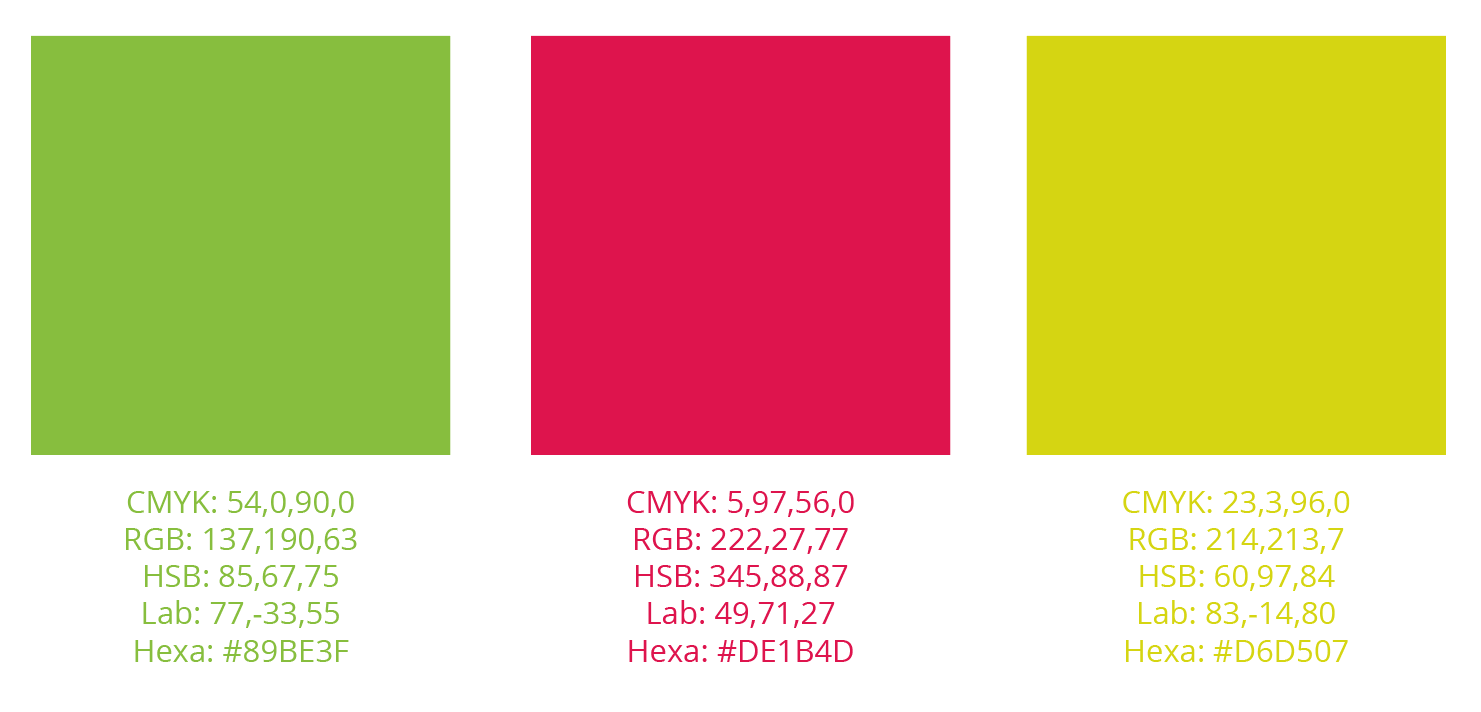 CMYK: 54,0,90,0
RGB: 137,190,63
HSB: 85,67,75
Lab: 77,-33,55
Hexa: #89BE3F
CMYK: 5,97,56,0
RGB: 222,27,77
HSB: 345,88,87
Lab: 49,71,27
Hexa: #DE1B4D
CMYK: 23,3,96,0
RGB: 214,213,7
HSB: 60,97,84
Lab: 83,-14,80
Hexa: #D6D507